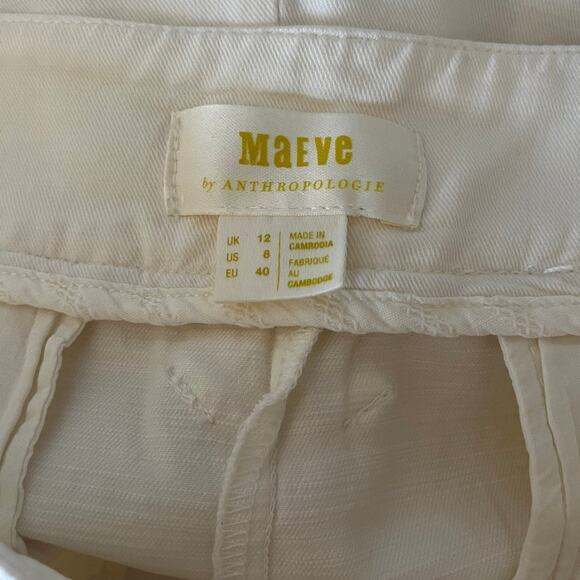 MaEve
by ANTHROPOLOGIE
UK 12
US 8
EU 40
MADE IN
CAMBODIA
FABRIQUÉ
AU
CAMBODGE